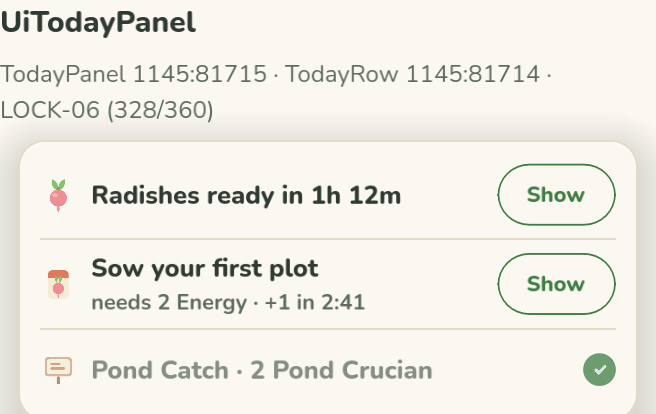 UiTodayPanel
TodayPanel 1145:81715 · TodayRow 1145:81714 ·
LOCK-06 (328/360)
Radishes ready in 1h 12m
Show
Sow your first plot
needs 2 Energy · +1 in 2:41
Show
Pond Catch · 2 Pond Crucian